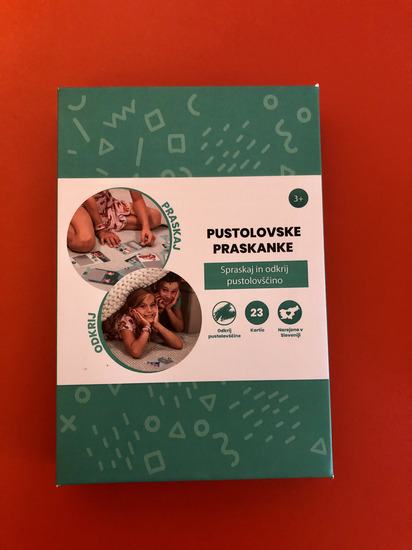 3+
PRASKAJ
PUSTOLOVSKE
PRASKANKE
Spraskaj in odkrij
pustolovščino
ODKRIJ
Odkrij
pustolovščine
23
Kartic
Narejeno v
Sloveniji